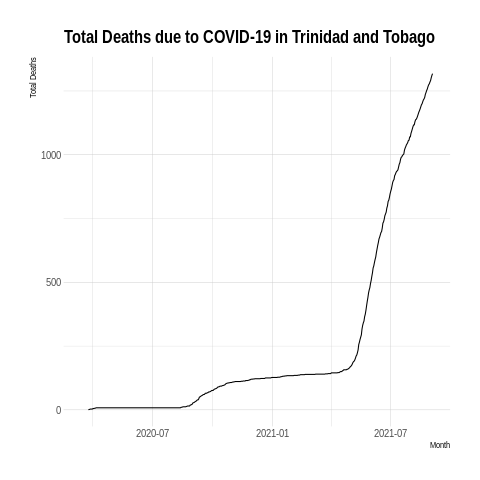 Total Deaths due to COVID-19 in Trinidad and Tobago
Total Deaths
1000
500
0
2020-07 2021-01 2021-07
Month